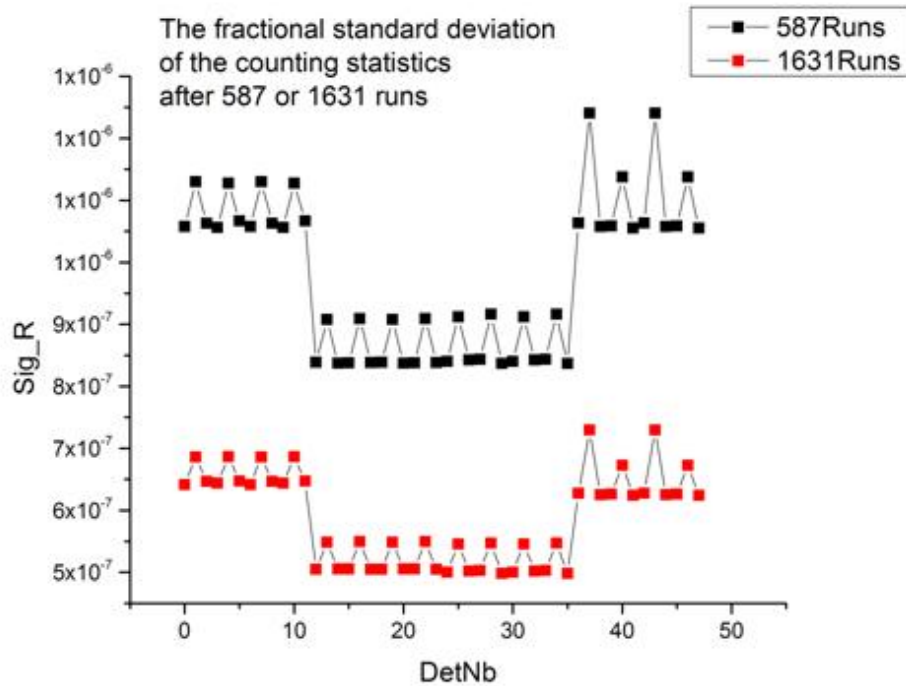 The fractional standard deviation
of the counting statistics
after 587 or 1631 runs
587Runs
1631Runs
1x10⁻⁶
1x10⁻⁶
1x10⁻⁶
1x10⁻⁶
9x10⁻⁷
8x10⁻⁷
7x10⁻⁷
6x10⁻⁷
5x10⁻⁷
Sig_R
0 10 20 30 40 50
DetNb